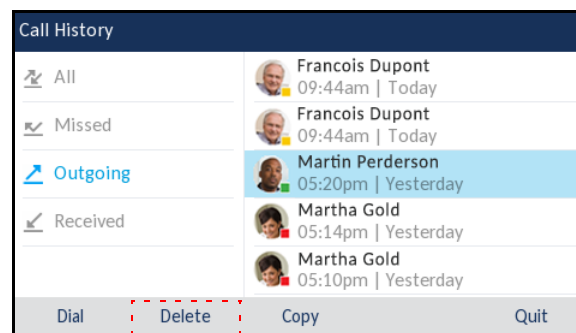 Call History
All
Missed
Outgoing
Received
Francois Dupont
09:44am | Today
Francois Dupont
09:44am | Today
Martin Perderson
05:20pm | Yesterday
Martha Gold
05:14pm | Yesterday
Martha Gold
05:10pm | Yesterday
Dial Delete Copy Quit